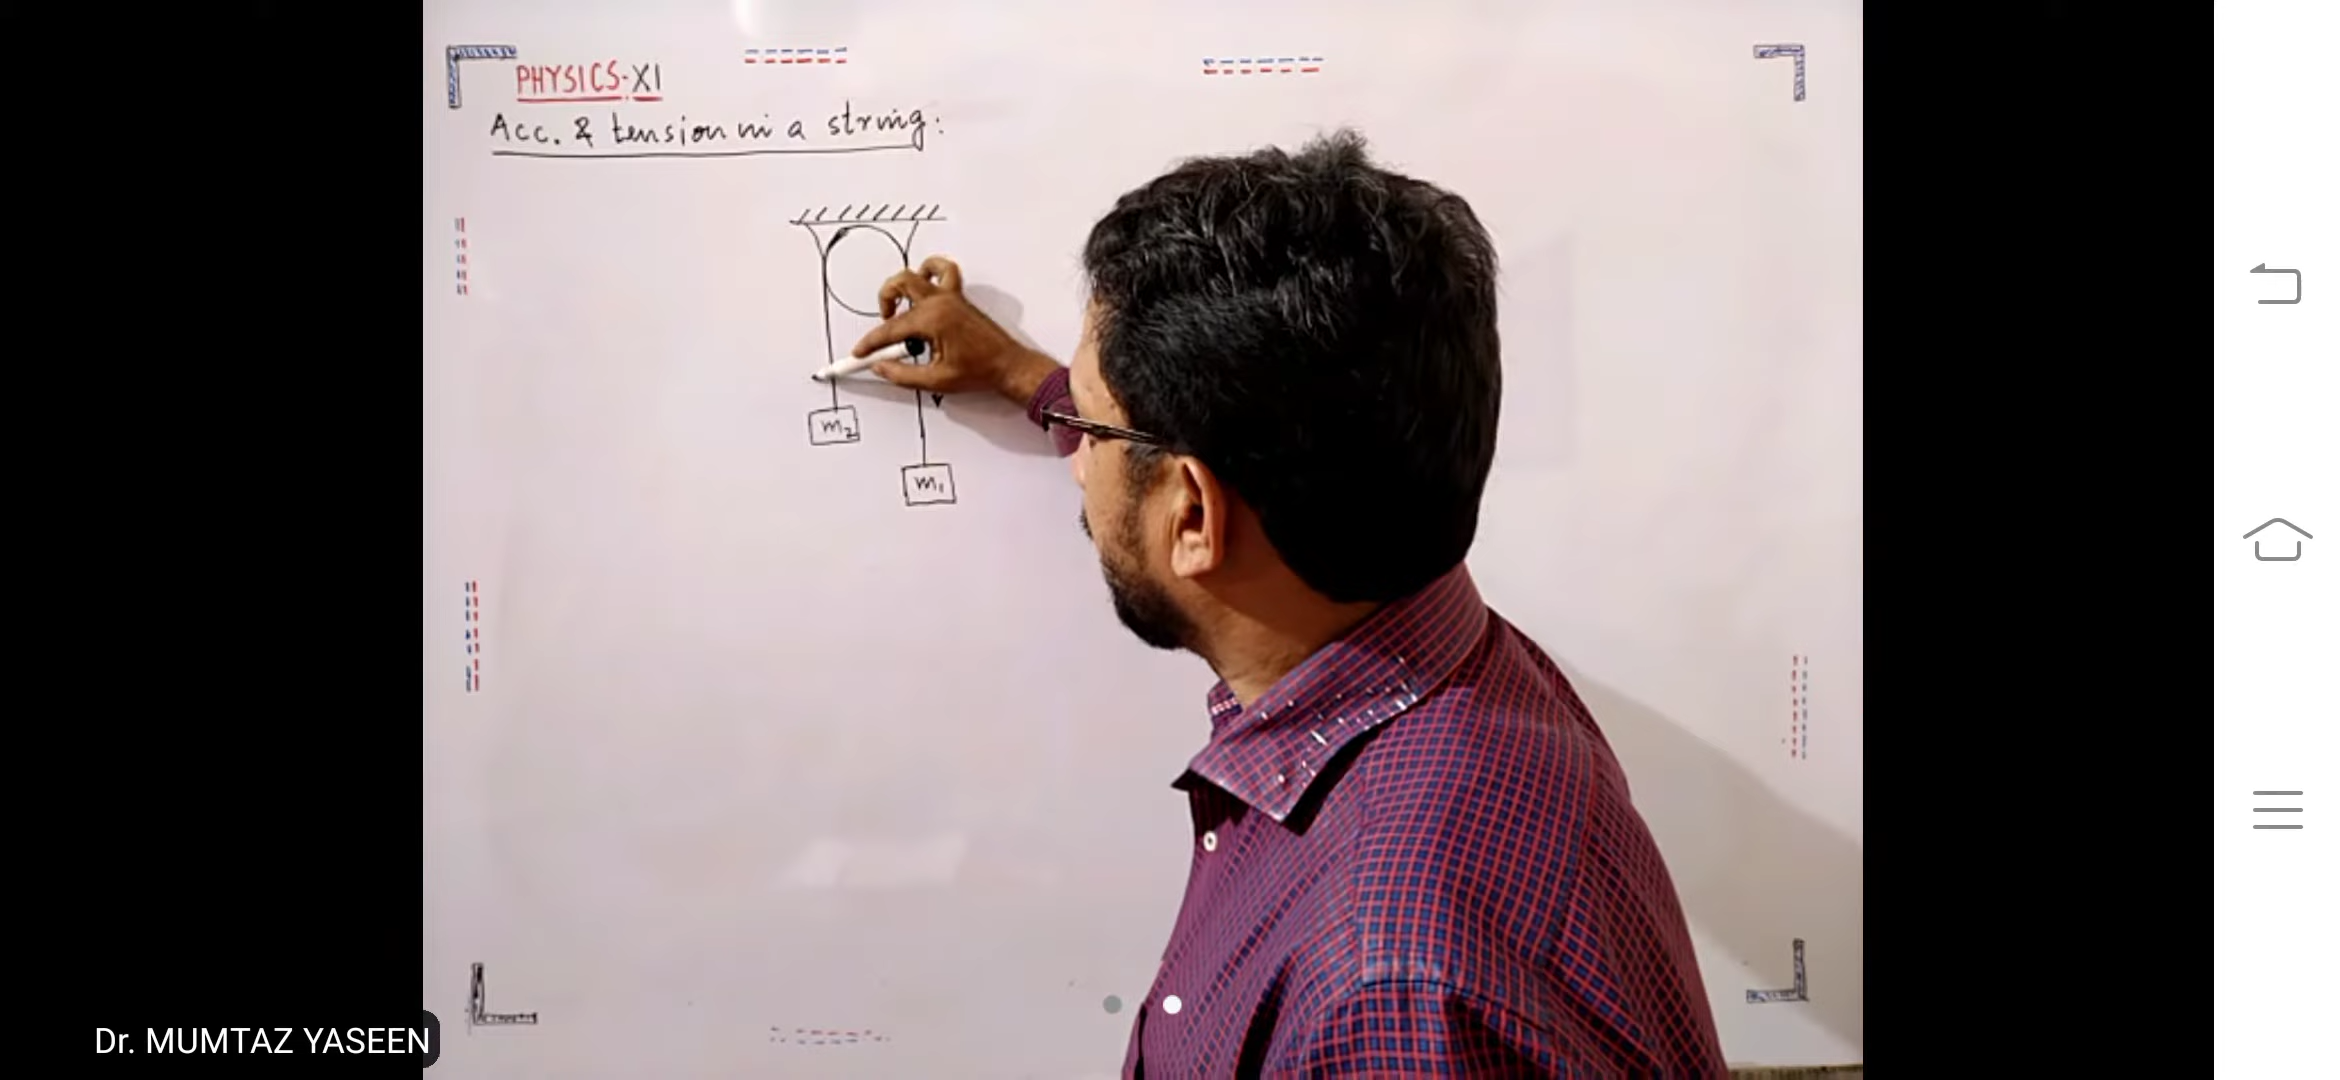 PHYSICS-XI
Acc. & tension in a string:
m2
m1
Dr. MUMTAZ YASEEN